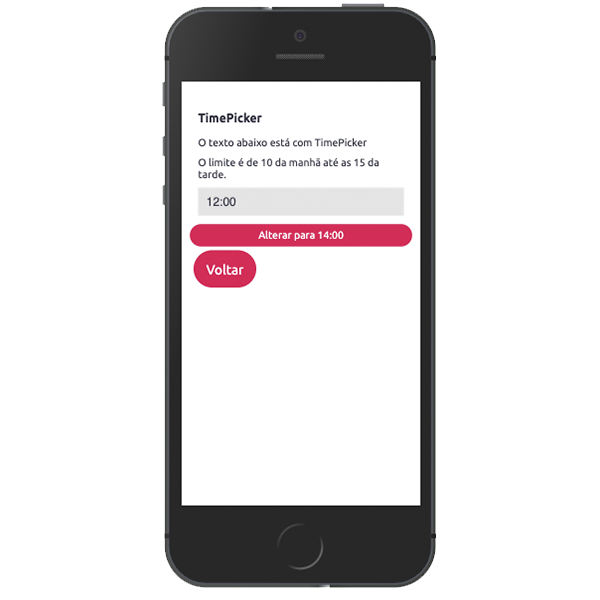 TimePicker
O texto abaixo está com TimePicker
O limite é de 10 da manhã até as 15 da
tarde.
12:00
Alterar para 14:00
Voltar